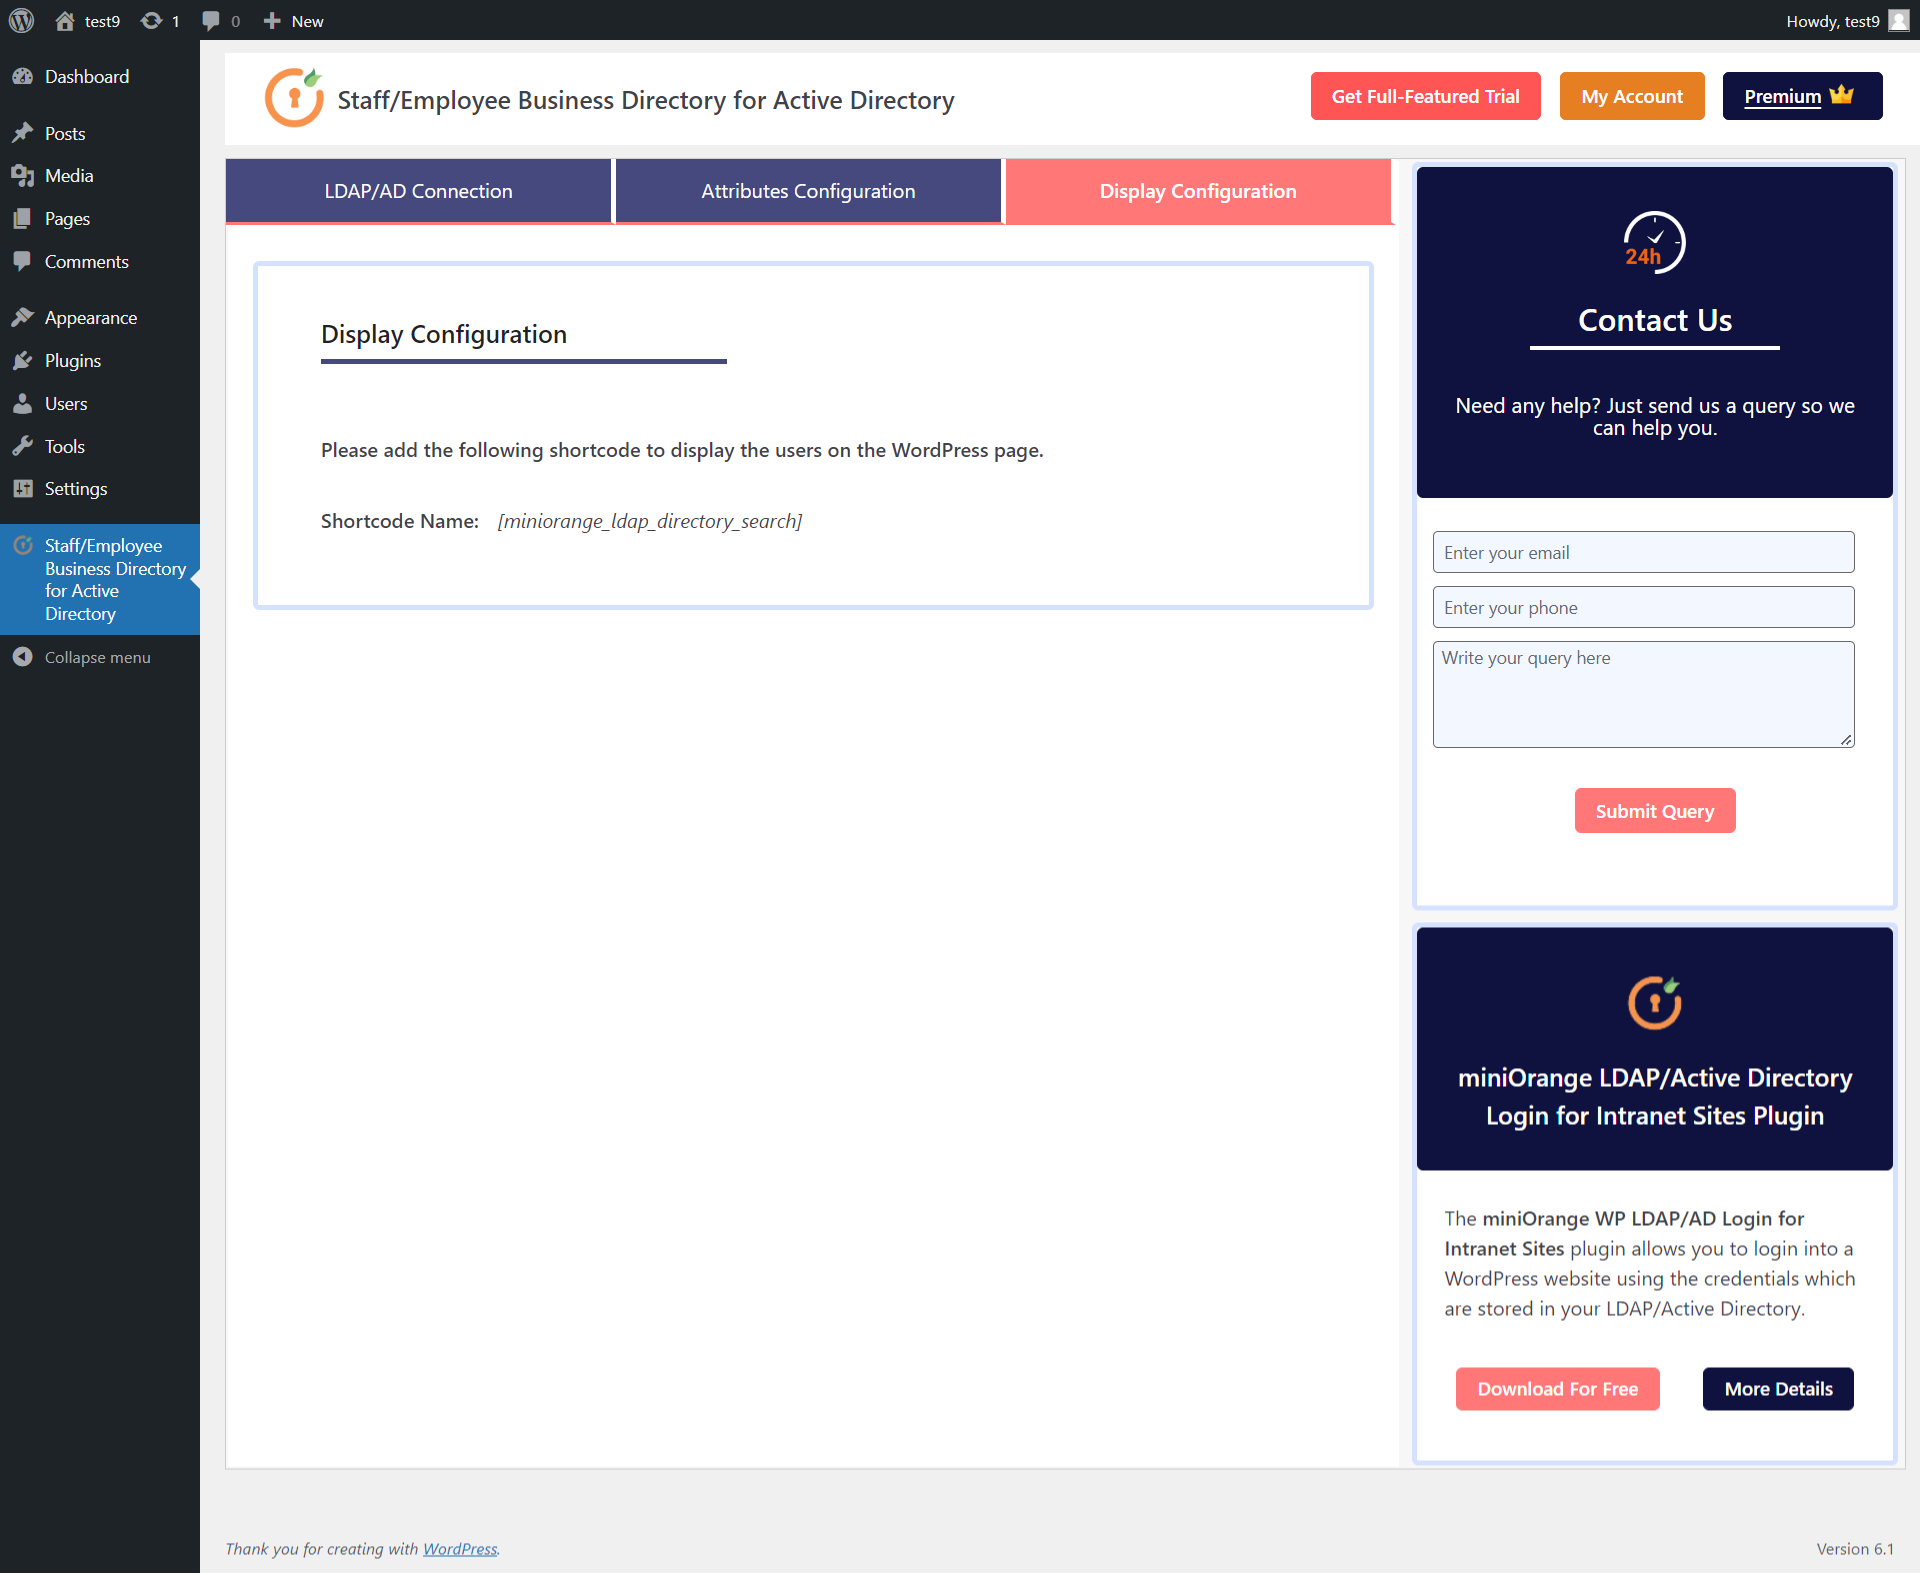 test9
1
0
New
Howdy, test9
Dashboard
Posts
Media
Pages
Comments
Appearance
Plugins
Users
Tools
Settings
Staff/Employee
Business Directory
for Active
Directory
Collapse menu
Staff/Employee Business Directory for Active Directory
Get Full-Featured Trial
My Account
Premium
LDAP/AD Connection
Attributes Configuration
Display Configuration
Display Configuration
Please add the following shortcode to display the users on the WordPress page.
Shortcode Name: [miniorange_ldap_directory_search]
24h
Contact Us
Need any help? Just send us a query so we
can help you.
Enter your email
Enter your phone
Write your query here
Submit Query
miniOrange LDAP/Active Directory
Login for Intranet Sites Plugin
The miniOrange WP LDAP/AD Login for
Intranet Sites plugin allows you to login into a
WordPress website using the credentials which
are stored in your LDAP/Active Directory.
Download For Free
More Details
Thank you for creating with WordPress.
Version 6.1